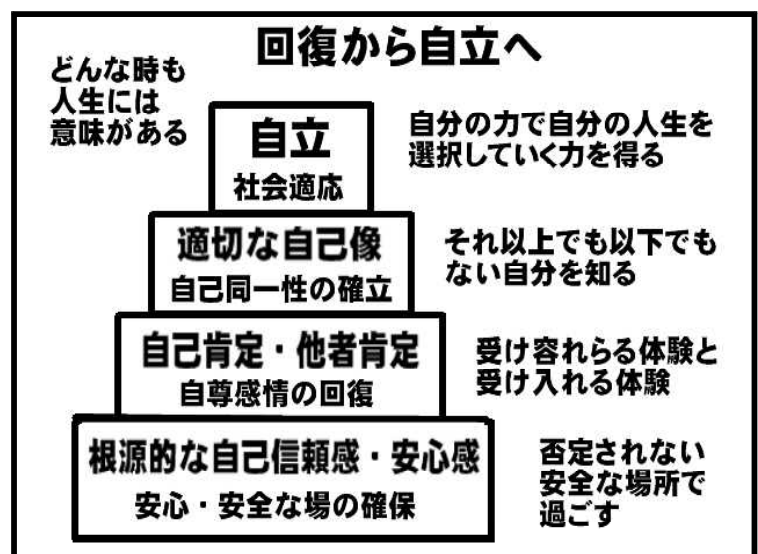 回復から自立へ
どんな時も
人生には
意味がある
自立
社会適応
自分の力で自分の人生を
選択していく力を得る
適切な自己像
自己同一性の確立
それ以上でも以下でも
ない自分を知る
自己肯定・他者肯定
自尊感情の回復
受け容れらる体験と
受け入れる体験
根源的な自己信頼感・安心感
安心・安全な場の確保
否定されない
安全な場所で
過ごす